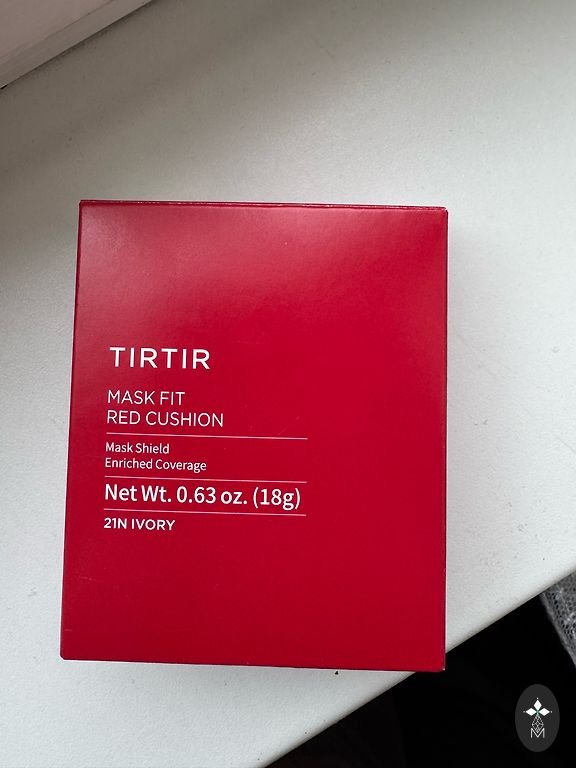 TIRTIR
MASK FIT
RED CUSHION
Mask Shield
Enriched Coverage
Net Wt. 0.63 oz. (18g)
21N IVORY
M